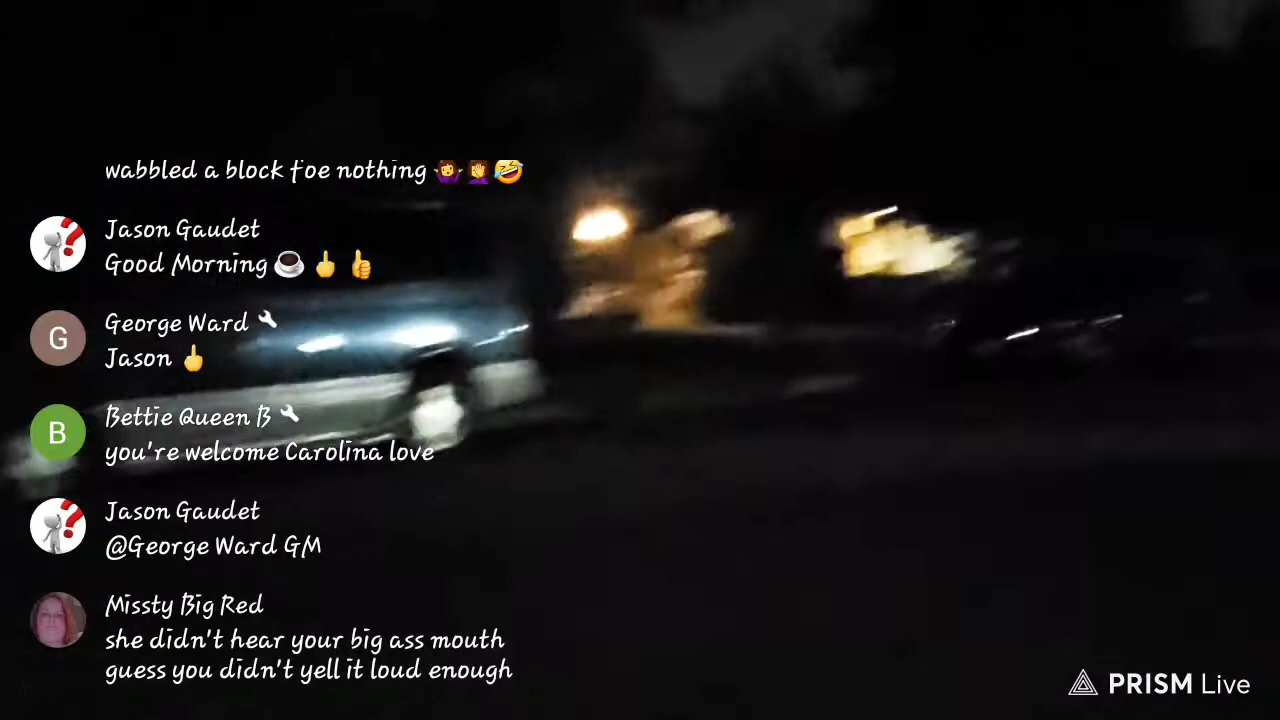 wabbled a block foe nothing 🤷‍♀️🤦‍♀️🤣
Jason Gaudet
Good Morning ☕🖕👍
G
George Ward
Jason 🖕
B
Bettie Queen B
you're welcome Carolina love
Jason Gaudet
@George Ward GM
Missty Big Red
she didn't hear your big ass mouth
guess you didn't yell it loud enough
PRISM Live